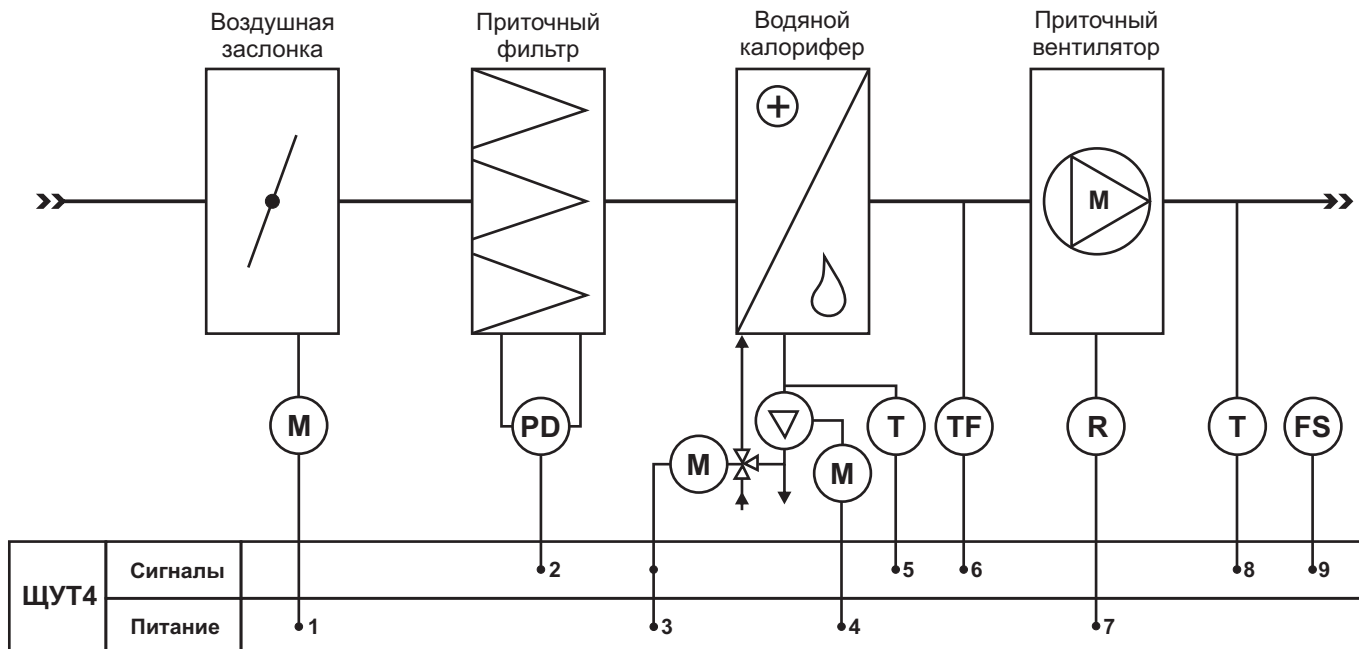 Воздушная
заслонка
Приточный
фильтр
Водяной
калорифер
Приточный
вентилятор
M
M
PD
T
TF
R
T
FS
M
M
ЩУТ4
Сигналы
2
5
6
8
9
Питание
1
3
4
7